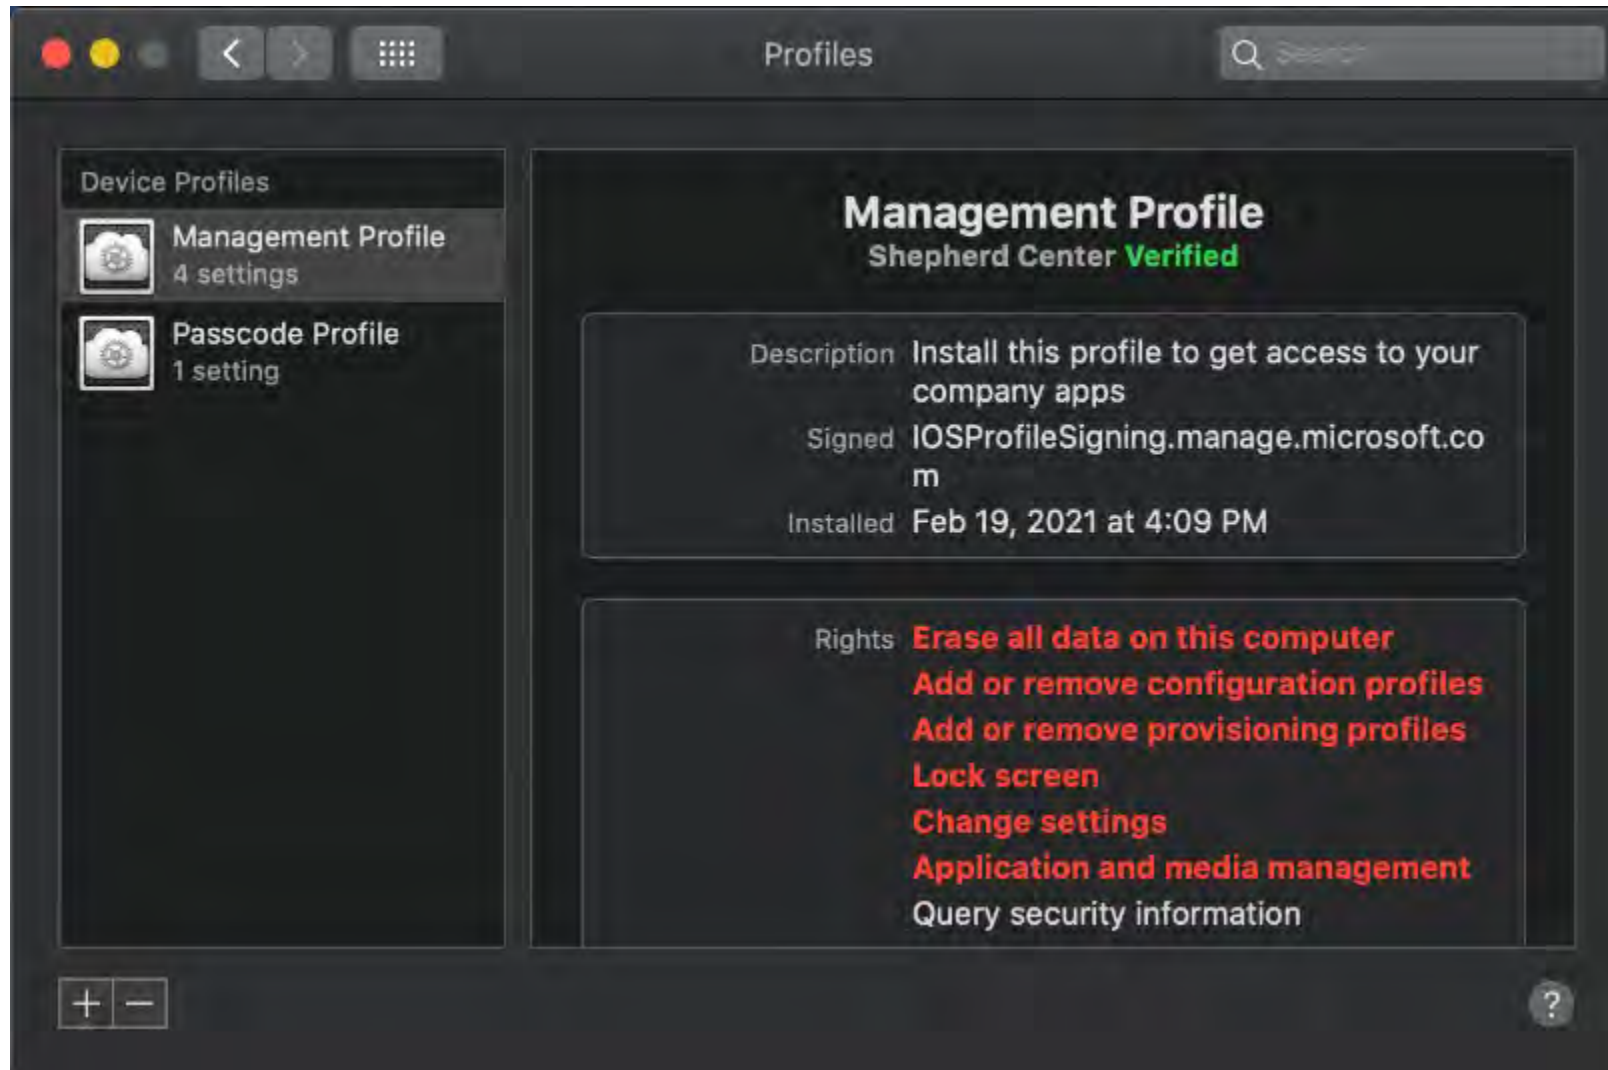 Profiles
Search
Device Profiles
Management Profile
4 settings
Passcode Profile
1 setting
Management Profile
Shepherd Center Verified
Description Install this profile to get access to your
company apps
Signed IOSProfileSigning.manage.microsoft.co
m
Installed Feb 19, 2021 at 4:09 PM
Rights Erase all data on this computer
Add or remove configuration profiles
Add or remove provisioning profiles
Lock screen
Change settings
Application and media management
Query security information
?